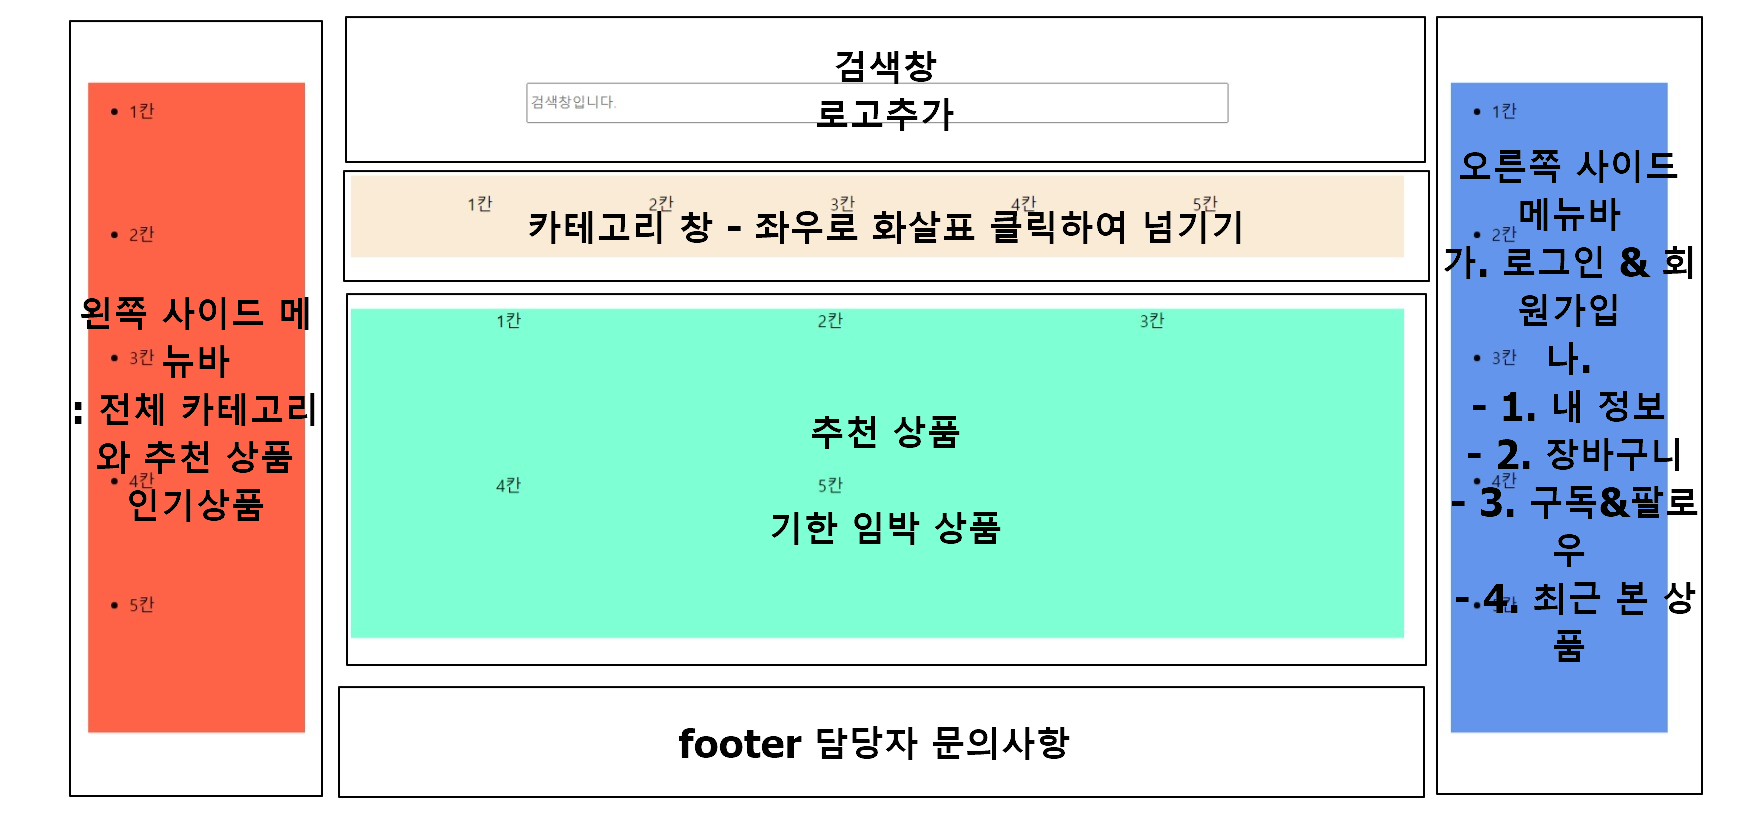 1칸
2칸
왼쪽 사이드 메
뉴바
3칸
: 전체 카테고리
와 추천 상품
4칸
인기상품
5칸
검색창
검색창입니다.
로고추가
1칸 2칸 3칸 4칸 5칸
카테고리 창 - 좌우로 화살표 클릭하여 넘기기
1칸 2칸 3칸
추천 상품
4칸 5칸
기한 임박 상품
footer 담당자 문의사항
1칸
오른쪽 사이드
메뉴바
2칸
가. 로그인 & 회
원가입
3칸
나.
- 1. 내 정보
- 2. 장바구니
4칸
- 3. 구독&팔로
우
- 4. 최근 본 상
품